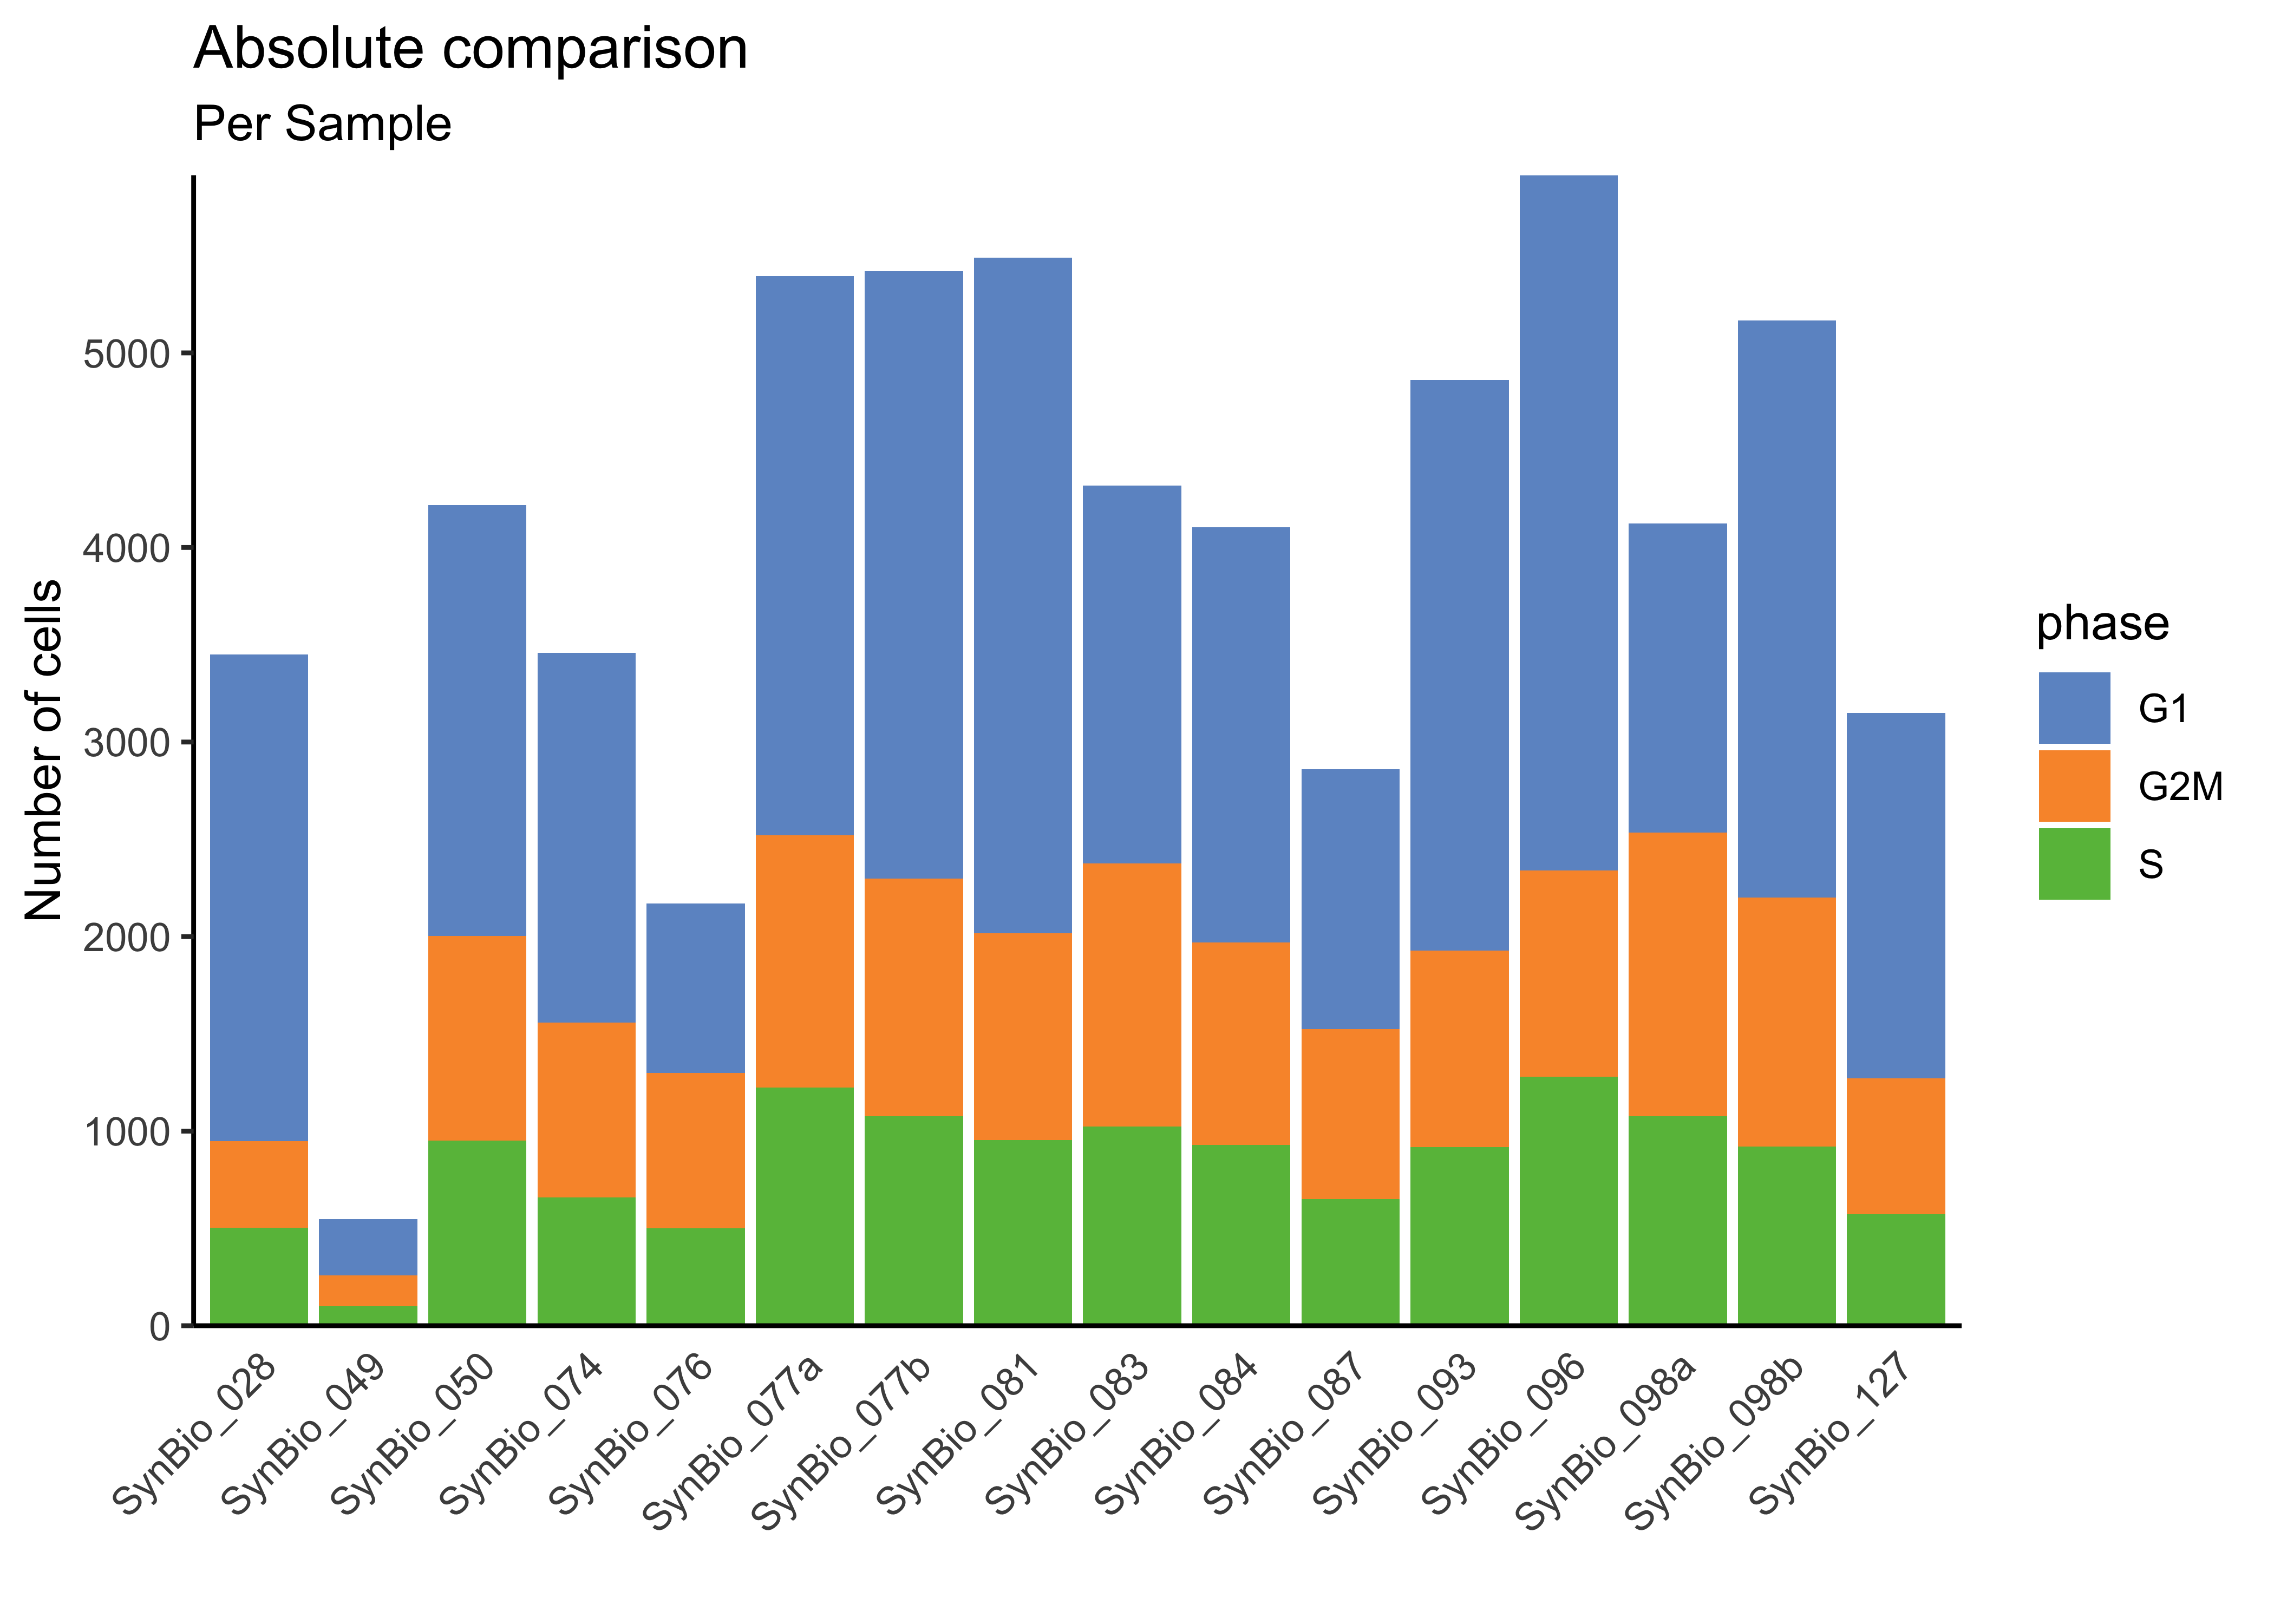 Absolute comparison
Per Sample
Number of cells
5000
4000
3000
2000
1000
0
SynBio_028
SynBio_049
SynBio_050
SynBio_074
SynBio_076
SynBio_077a
SynBio_077b
SynBio_081
SynBio_083
SynBio_084
SynBio_087
SynBio_093
SynBio_096
SynBio_098a
SynBio_098b
SynBio_127
phase
G1
G2M
S